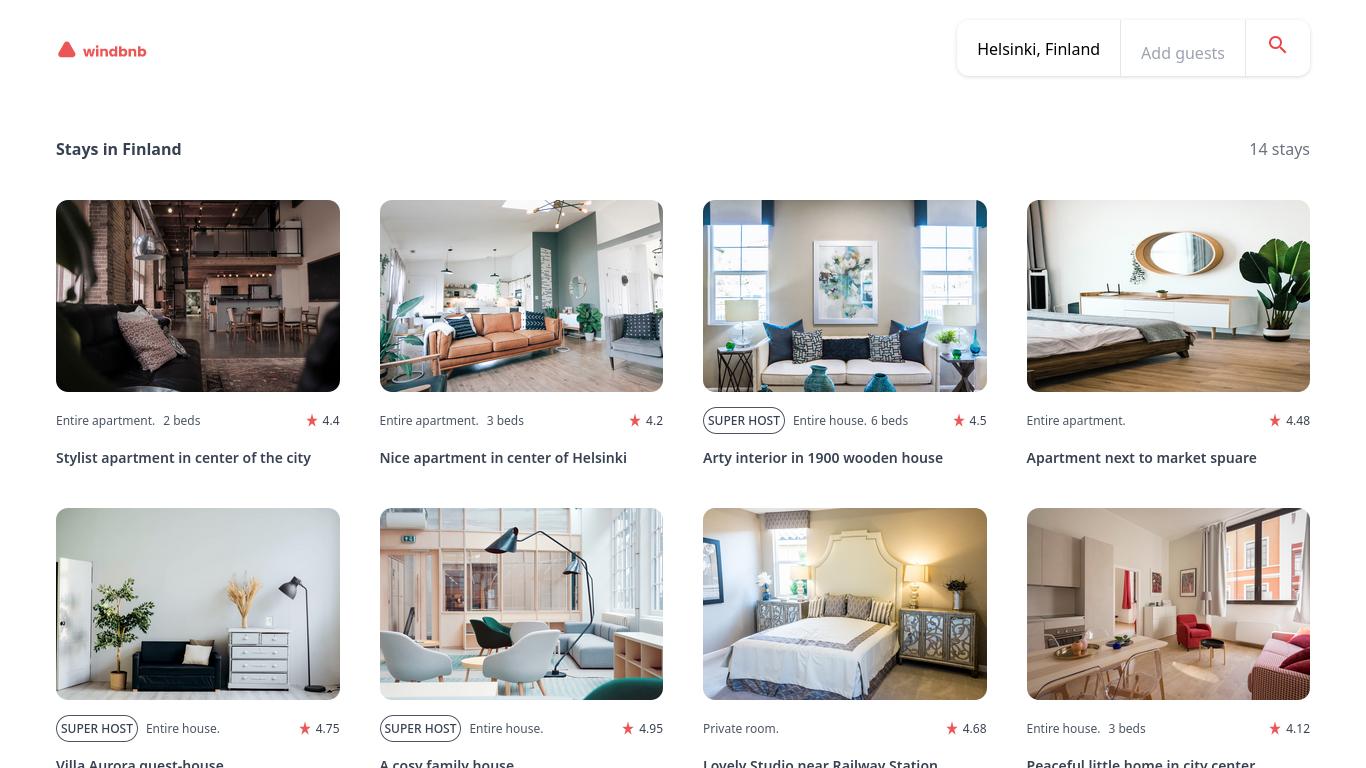 windbnb
Helsinki, Finland
Add guests
Stays in Finland
14 stays
Entire apartment. 2 beds
4.4
Stylist apartment in center of the city
Entire apartment. 3 beds
4.2
Nice apartment in center of Helsinki
SUPER HOST
Entire house. 6 beds
4.5
Arty interior in 1900 wooden house
Entire apartment.
4.48
Apartment next to market spuare
SUPER HOST
Entire house.
4.75
Villa Aurora guest-house
SUPER HOST
Entire house.
4.95
A cosy family house
Private room.
4.68
Lovely Studio near Railway Station
Entire house. 3 beds
4.12
Peaceful little home in city center